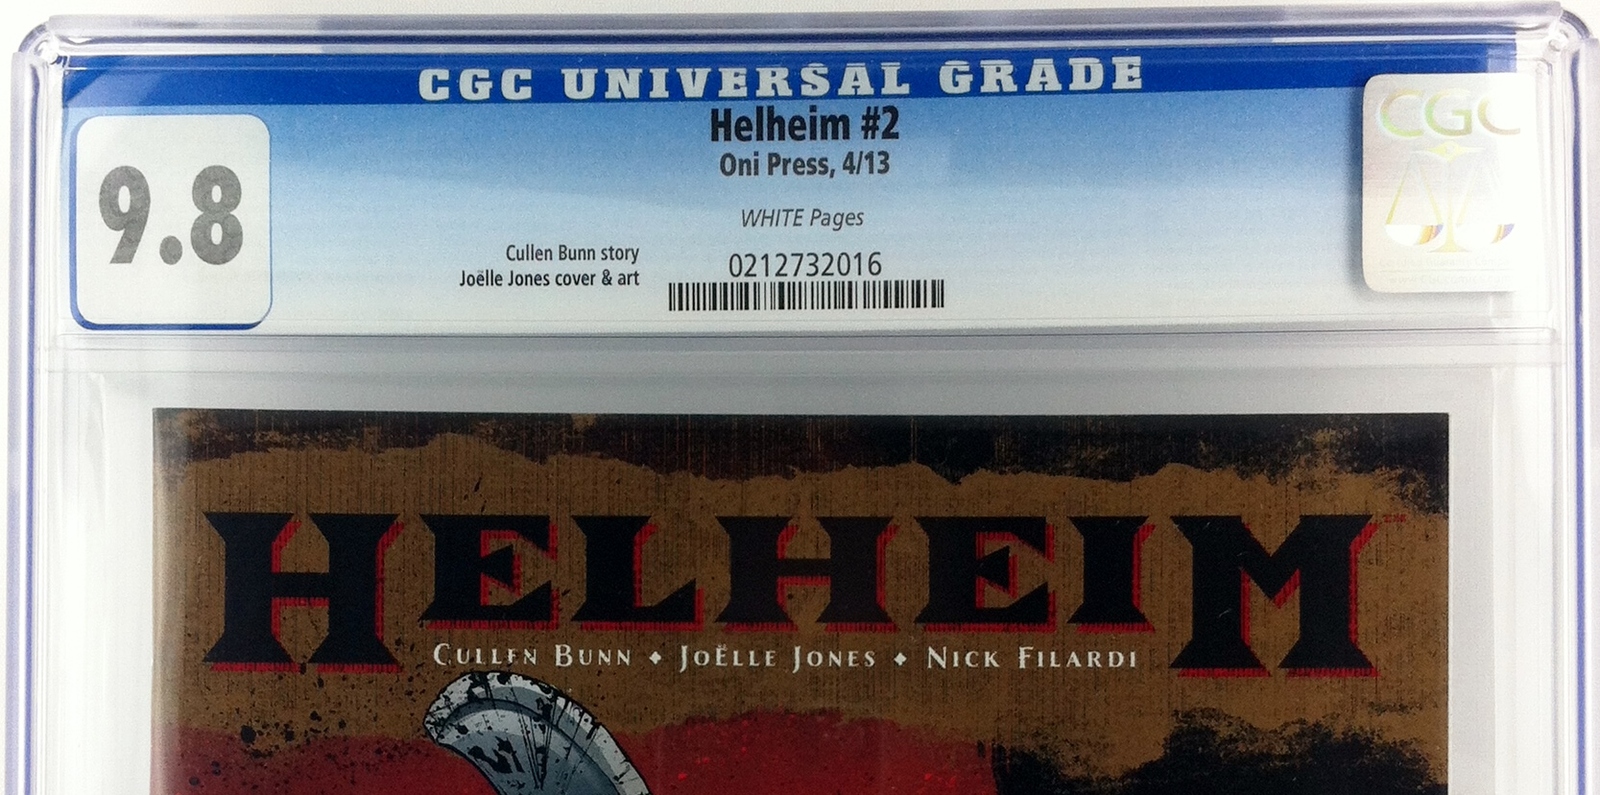 CGC UNIVERSAL GRADE
9.8
Helheim #2
Oni Press, 4/13
WHITE Pages
Cullen Bunn story
Joëlle Jones cover & art
0212732016
CGC
HELHEIM™
CULLEN BUNN ◆ JOËLLE JONES ◆ NICK FILARDI